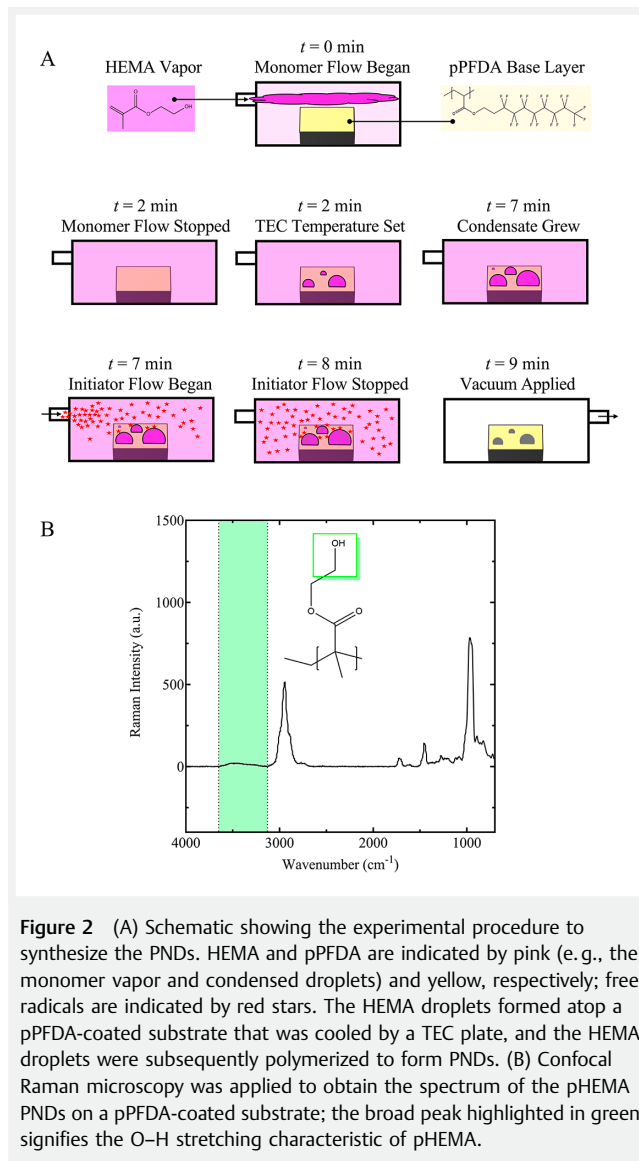 A
t = 0 min
HEMA Vapor
Monomer Flow Began
pPFDA Base Layer
O
O
OH
O
O
F F F F F F F F
F F F F F F F F F
t = 2 min
Monomer Flow Stopped
t = 2 min
TEC Temperature Set
t = 7 min
Condensate Grew
t = 7 min
Initiator Flow Began
t = 8 min
Initiator Flow Stopped
t = 9 min
Vacuum Applied
B
1500
1000
500
0
Raman Intensity (a.u.)
OH
O
O
4000
3000
2000
1000
Wavenumber (cm⁻¹)
Figure 2 (A) Schematic showing the experimental procedure to
synthesize the PNDs. HEMA and pPFDA are indicated by pink (e.g., the
monomer vapor and condensed droplets) and yellow, respectively; free
radicals are indicated by red stars. The HEMA droplets formed atop a
pPFDA-coated substrate that was cooled by a TEC plate, and the HEMA
droplets were subsequently polymerized to form PNDs. (B) Confocal
Raman microscopy was applied to obtain the spectrum of the pHEMA
PNDs on a pPFDA-coated substrate; the broad peak highlighted in green
signifies the O–H stretching characteristic of pHEMA.